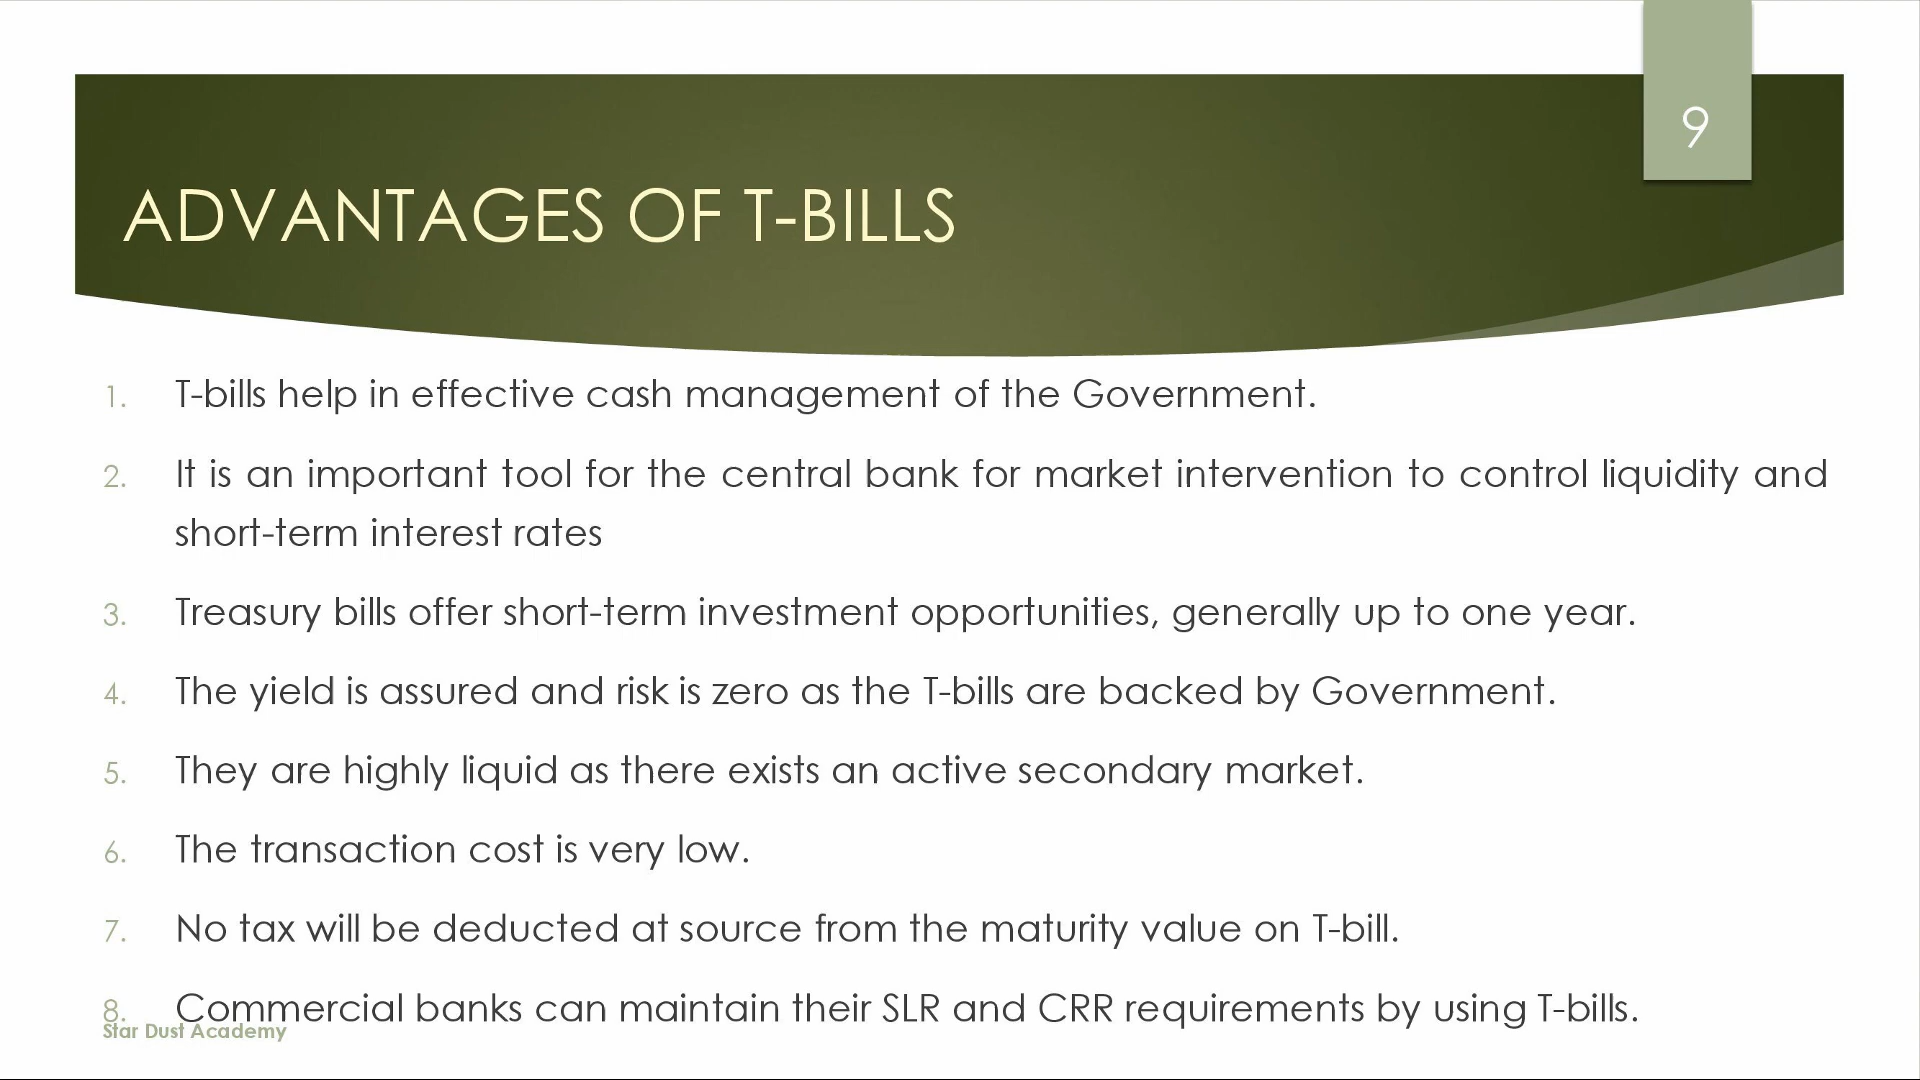 9
ADVANTAGES OF T-BILLS
1. T-bills help in effective cash management of the Government.
2. It is an important tool for the central bank for market intervention to control liquidity and
short-term interest rates
3. Treasury bills offer short-term investment opportunities, generally up to one year.
4. The yield is assured and risk is zero as the T-bills are backed by Government.
5. They are highly liquid as there exists an active secondary market.
6. The transaction cost is very low.
7. No tax will be deducted at source from the maturity value on T-bill.
8. Commercial banks can maintain their SLR and CRR requirements by using T-bills.
Star Dust Academy